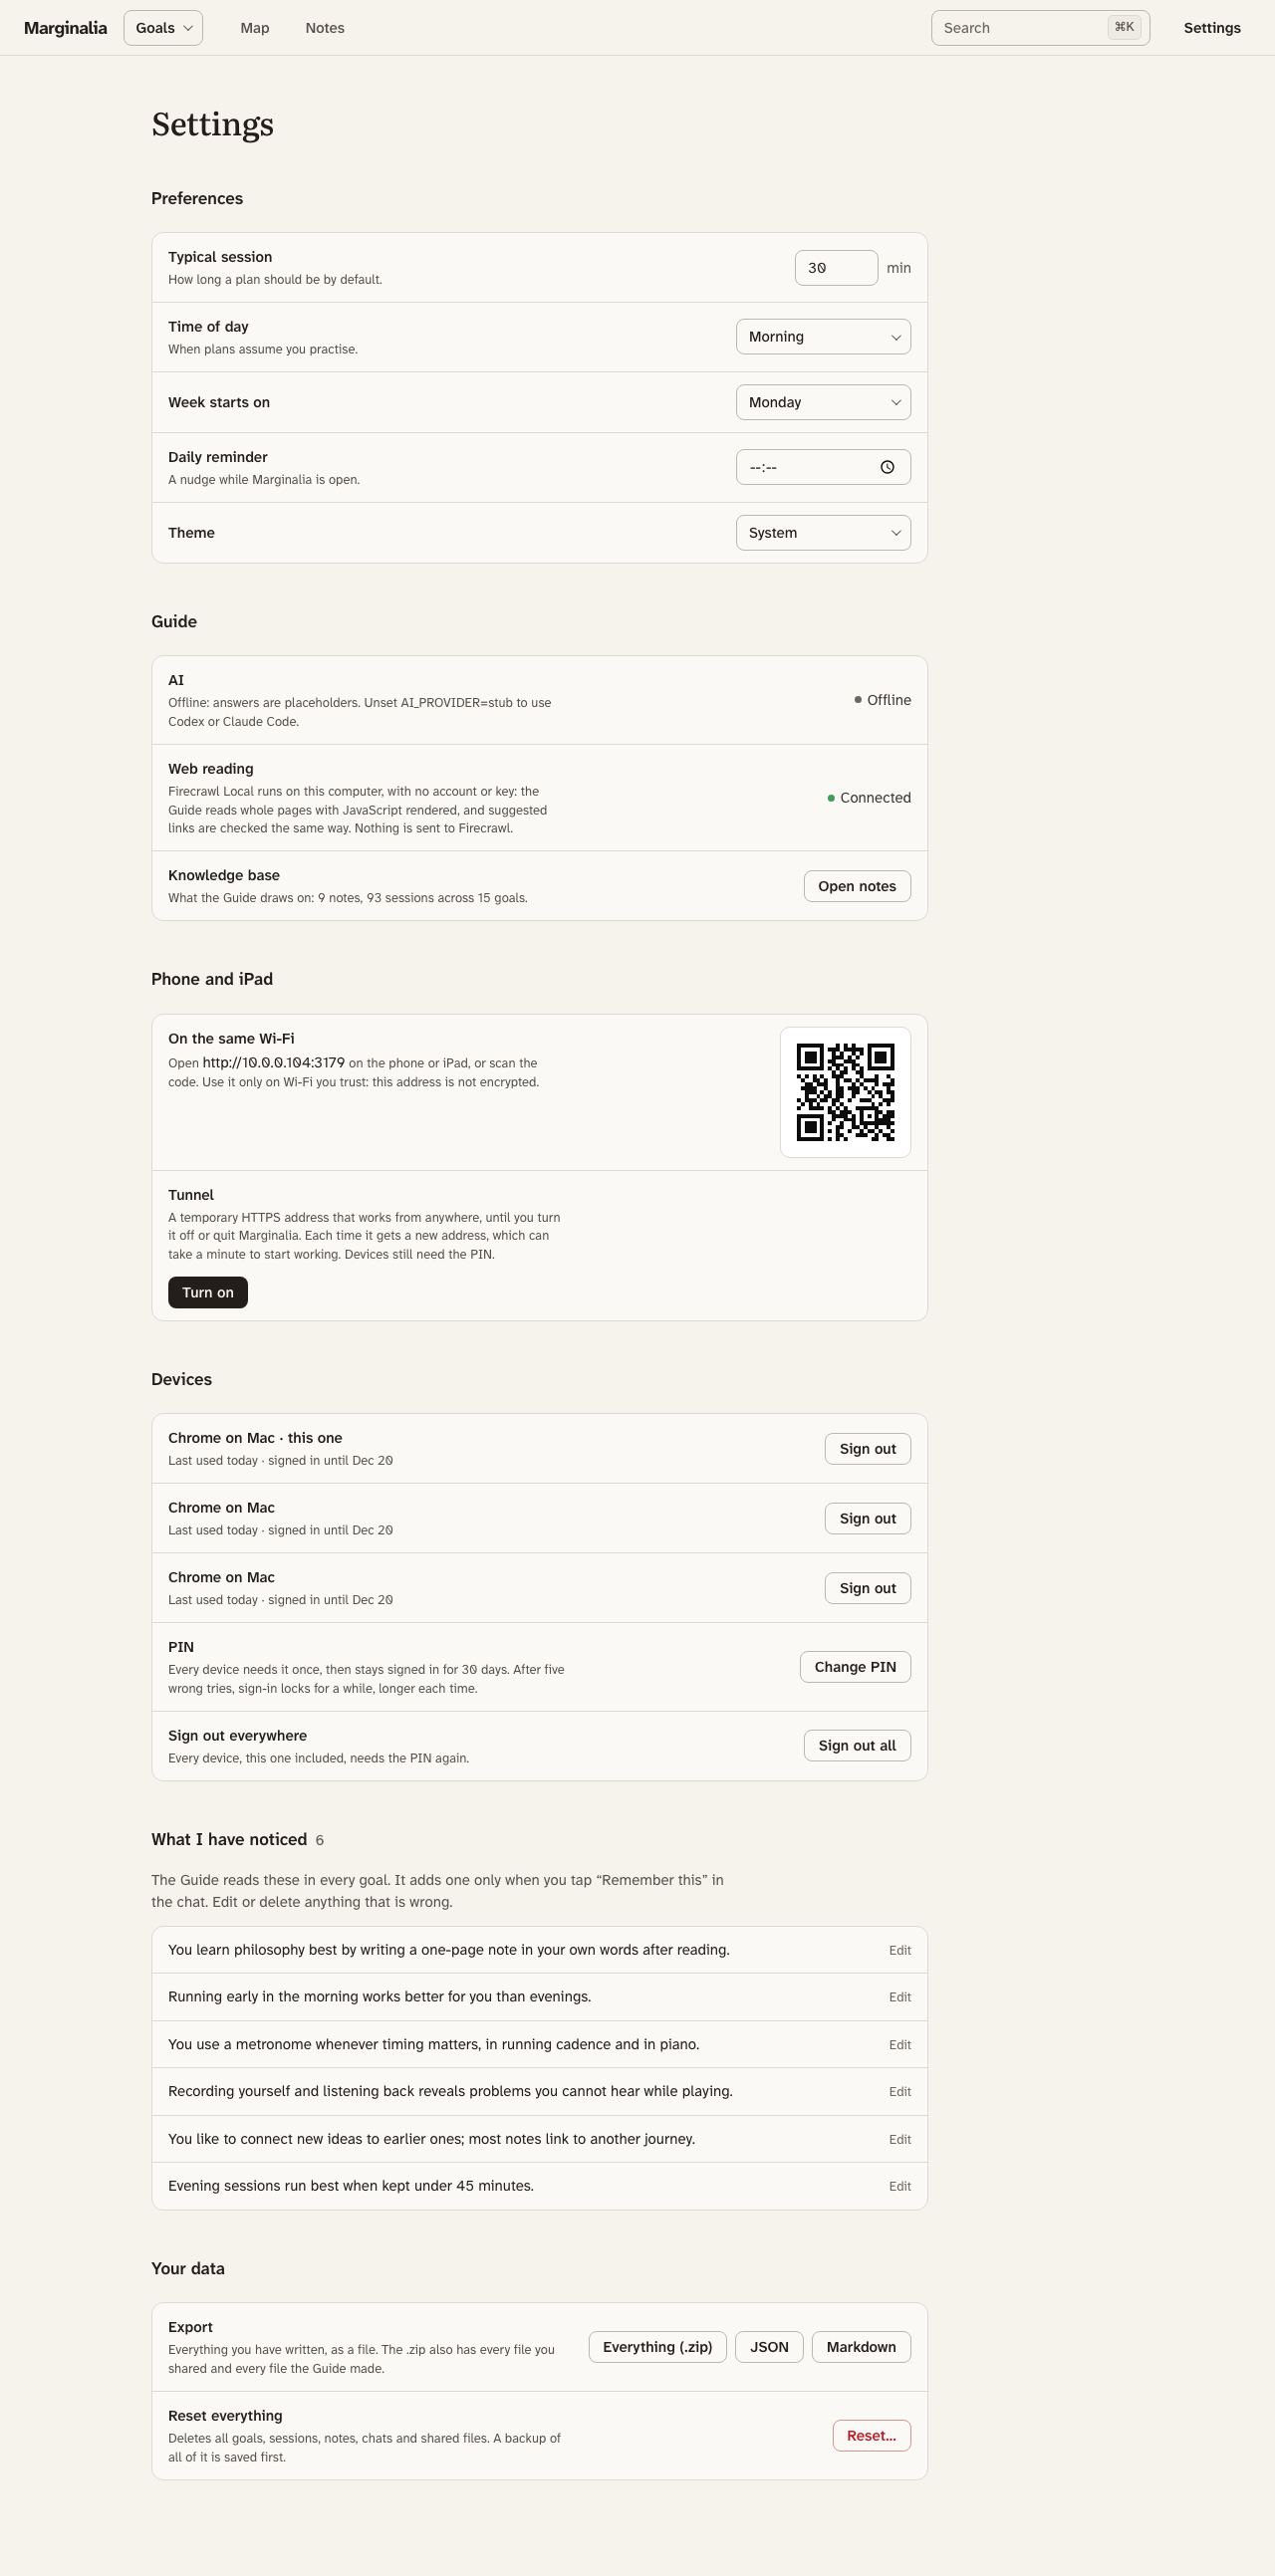 Marginalia Goals Map Notes Search ⌘K Settings
Settings
Preferences
Typical session
How long a plan should be by default.
30 min
Time of day
When plans assume you practise.
Morning
Week starts on
Monday
Daily reminder
A nudge while Marginalia is open.
--:--
Theme
System
Guide
AI
Offline: answers are placeholders. Unset AI_PROVIDER=stub to use
Codex or Claude Code.
Offline
Web reading
Firecrawl Local runs on this computer, with no account or key: the
Guide reads whole pages with JavaScript rendered, and suggested
links are checked the same way. Nothing is sent to Firecrawl.
Connected
Knowledge base
What the Guide draws on: 9 notes, 93 sessions across 15 goals.
Open notes
Phone and iPad
On the same Wi-Fi
Open http://10.0.0.104:3179 on the phone or iPad, or scan the
code. Use it only on Wi-Fi you trust: this address is not encrypted.
Tunnel
A temporary HTTPS address that works from anywhere, until you turn
it off or quit Marginalia. Each time it gets a new address, which can
take a minute to start working. Devices still need the PIN.
Turn on
Devices
Chrome on Mac · this one
Last used today · signed in until Dec 20
Sign out
Chrome on Mac
Last used today · signed in until Dec 20
Sign out
Chrome on Mac
Last used today · signed in until Dec 20
Sign out
PIN
Every device needs it once, then stays signed in for 30 days. After five
wrong tries, sign-in locks for a while, longer each time.
Change PIN
Sign out everywhere
Every device, this one included, needs the PIN again.
Sign out all
What I have noticed 6
The Guide reads these in every goal. It adds one only when you tap “Remember this” in
the chat. Edit or delete anything that is wrong.
You learn philosophy best by writing a one-page note in your own words after reading. Edit
Running early in the morning works better for you than evenings. Edit
You use a metronome whenever timing matters, in running cadence and in piano. Edit
Recording yourself and listening back reveals problems you cannot hear while playing. Edit
You like to connect new ideas to earlier ones; most notes link to another journey. Edit
Evening sessions run best when kept under 45 minutes. Edit
Your data
Export
Everything you have written, as a file. The .zip also has every file you
shared and every file the Guide made.
Everything (.zip) JSON Markdown
Reset everything
Deletes all goals, sessions, notes, chats and shared files. A backup of
all of it is saved first.
Reset...